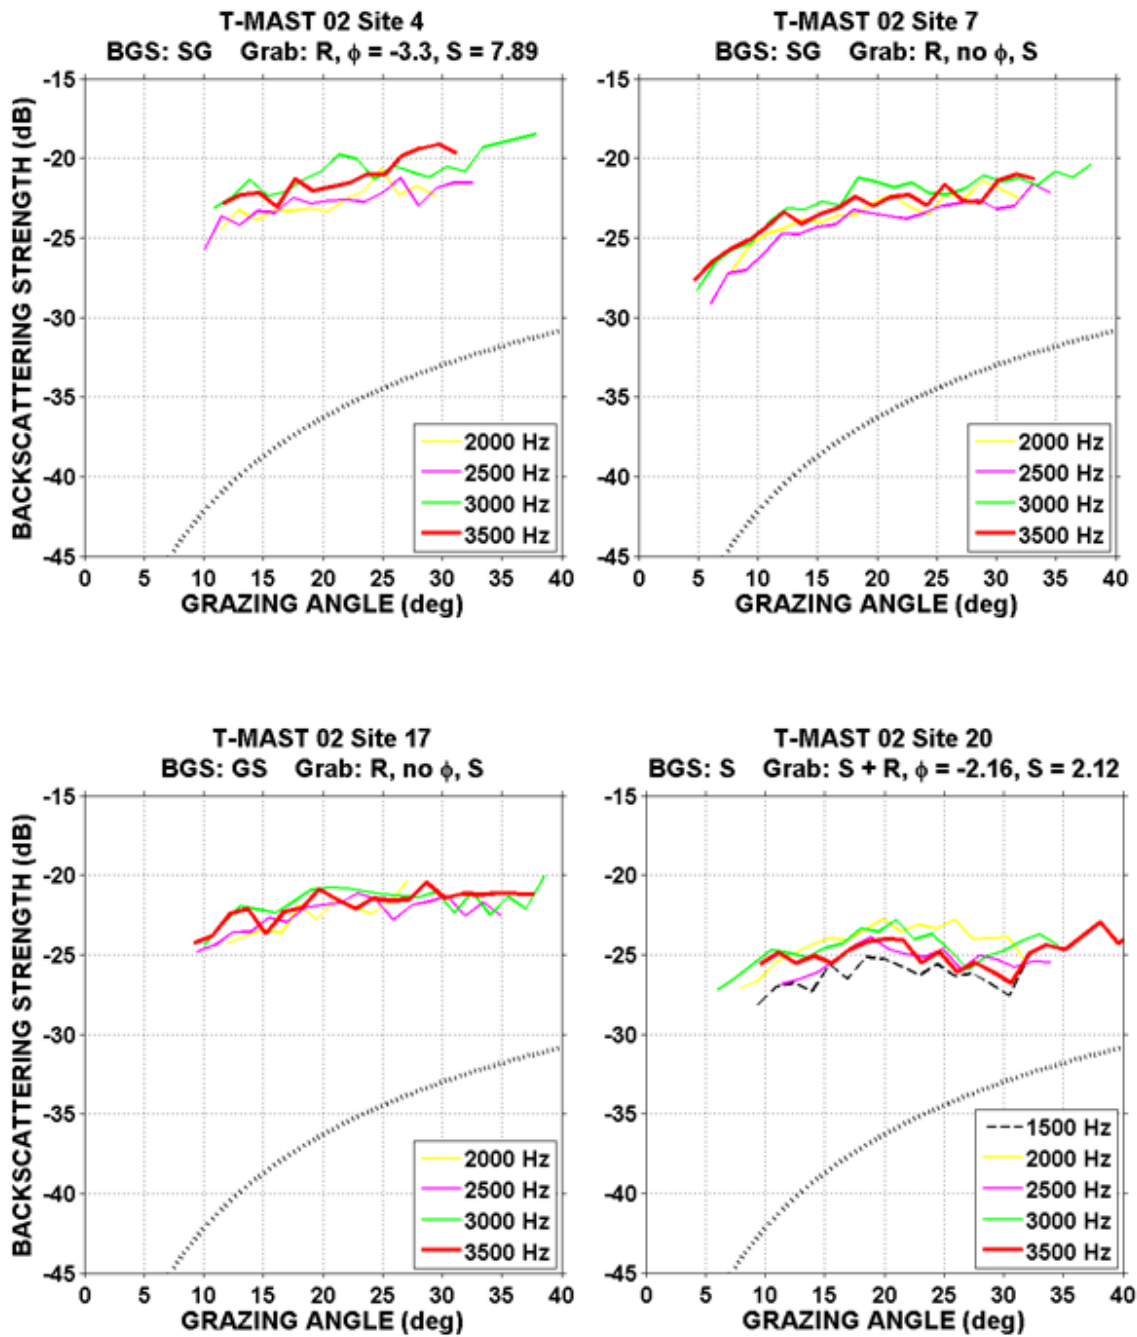 T-MAST 02 Site 4
BGS: SG Grab: R, ϕ = -3.3, S = 7.89
BACKSCATTERING STRENGTH (dB)
-15
-20
-25
-30
-35
-40
-45
0 5 10 15 20 25 30 35 40
GRAZING ANGLE (deg)
2000 Hz
2500 Hz
3000 Hz
3500 Hz
T-MAST 02 Site 7
BGS: SG Grab: R, no ϕ, S
-15
-20
-25
-30
-35
-40
-45
0 5 10 15 20 25 30 35 40
GRAZING ANGLE (deg)
2000 Hz
2500 Hz
3000 Hz
3500 Hz
T-MAST 02 Site 17
BGS: GS Grab: R, no ϕ, S
BACKSCATTERING STRENGTH (dB)
-15
-20
-25
-30
-35
-40
-45
0 5 10 15 20 25 30 35 40
GRAZING ANGLE (deg)
2000 Hz
2500 Hz
3000 Hz
3500 Hz
T-MAST 02 Site 20
BGS: S Grab: S + R, ϕ = -2.16, S = 2.12
-15
-20
-25
-30
-35
-40
-45
0 5 10 15 20 25 30 35 40
GRAZING ANGLE (deg)
1500 Hz
2000 Hz
2500 Hz
3000 Hz
3500 Hz